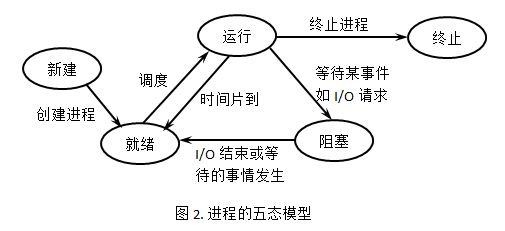 运行
终止进程
终止
新建
调度
等待某事件
如 I/O 请求
时间片到
创建进程
就绪
阻塞
I/O 结束或等
待的事情发生
图 2. 进程的五态模型